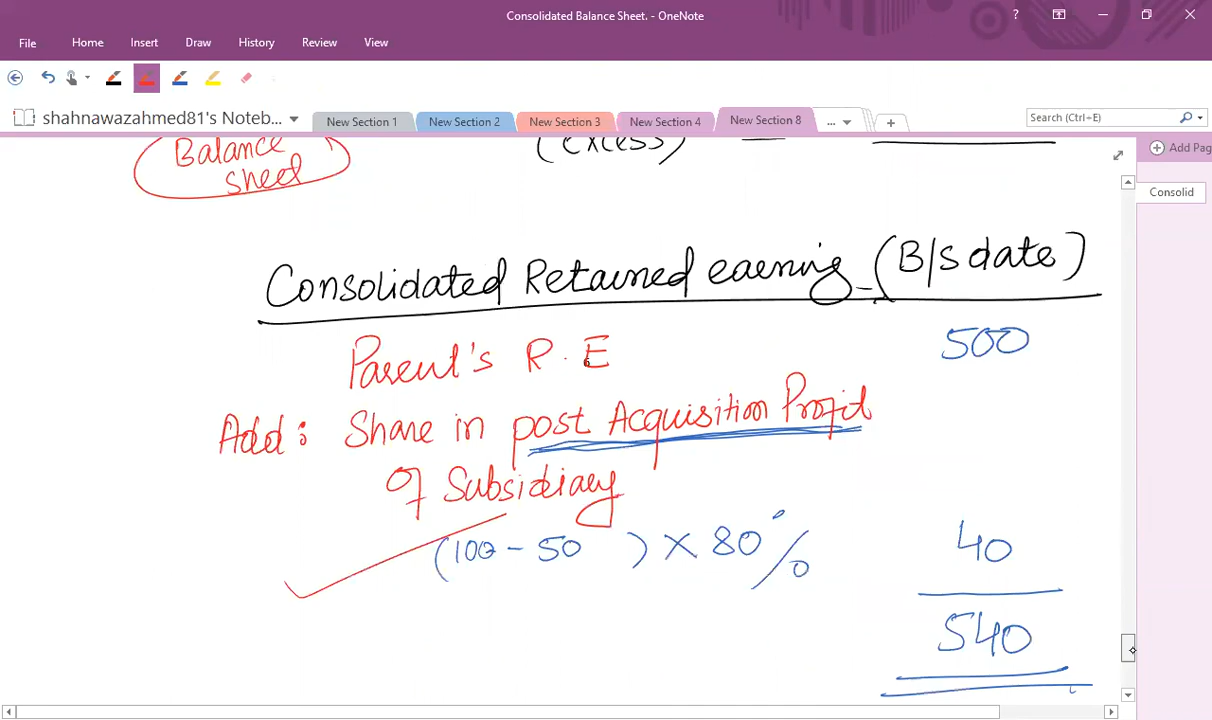 Consolidated Balance Sheet. - OneNote
?
File Home Insert Draw History Review View
shahnawazahmed81's Noteb... New Section 1 New Section 2 New Section 3 New Section 4 New Section 8 ... + Search (Ctrl+E)
Add Pag
Consolid
Balance
sheet
(excess)
Consolidated Retained earning - (B/S date)
Parent's R.E 500
Add: Share in post Acquisition Profit
Of Subsidiary
(100 - 50 ) × 80% 40
540